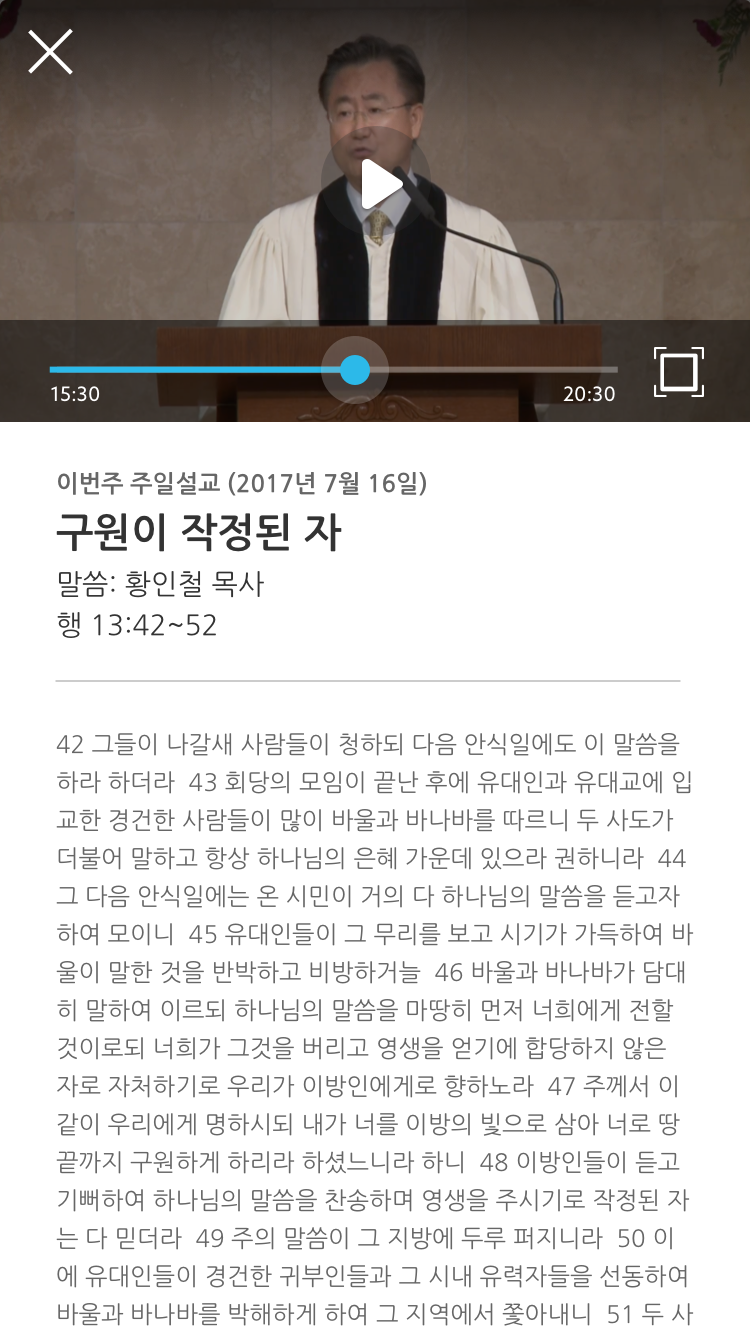 15:30
20:30
이번주 주일설교 (2017년 7월 16일)
구원이 작정된 자
말씀: 황인철 목사
행 13:42~52
42 그들이 나갈새 사람들이 청하되 다음 안식일에도 이 말씀을
하라 하더라 43 회당의 모임이 끝난 후에 유대인과 유대교에 입
교한 경건한 사람들이 많이 바울과 바나바를 따르니 두 사도가
더불어 말하고 항상 하나님의 은혜 가운데 있으라 권하니라 44
그 다음 안식일에는 온 시민이 거의 다 하나님의 말씀을 듣고자
하여 모이니 45 유대인들이 그 무리를 보고 시기가 가득하여 바
울이 말한 것을 반박하고 비방하거늘 46 바울과 바나바가 담대
히 말하여 이르되 하나님의 말씀을 마땅히 먼저 너희에게 전할
것이로되 너희가 그것을 버리고 영생을 얻기에 합당하지 않은
자로 자처하기로 우리가 이방인에게로 향하노라 47 주께서 이
같이 우리에게 명하시되 내가 너를 이방의 빛으로 삼아 너로 땅
끝까지 구원하게 하리라 하셨느니라 하니 48 이방인들이 듣고
기뻐하여 하나님의 말씀을 찬송하며 영생을 주시기로 작정된 자
는 다 믿더라 49 주의 말씀이 그 지방에 두루 퍼지니라 50 이
에 유대인들이 경건한 귀부인들과 그 시내 유력자들을 선동하여
바울과 바나바를 박해하게 하여 그 지역에서 쫓아내니 51 두 사